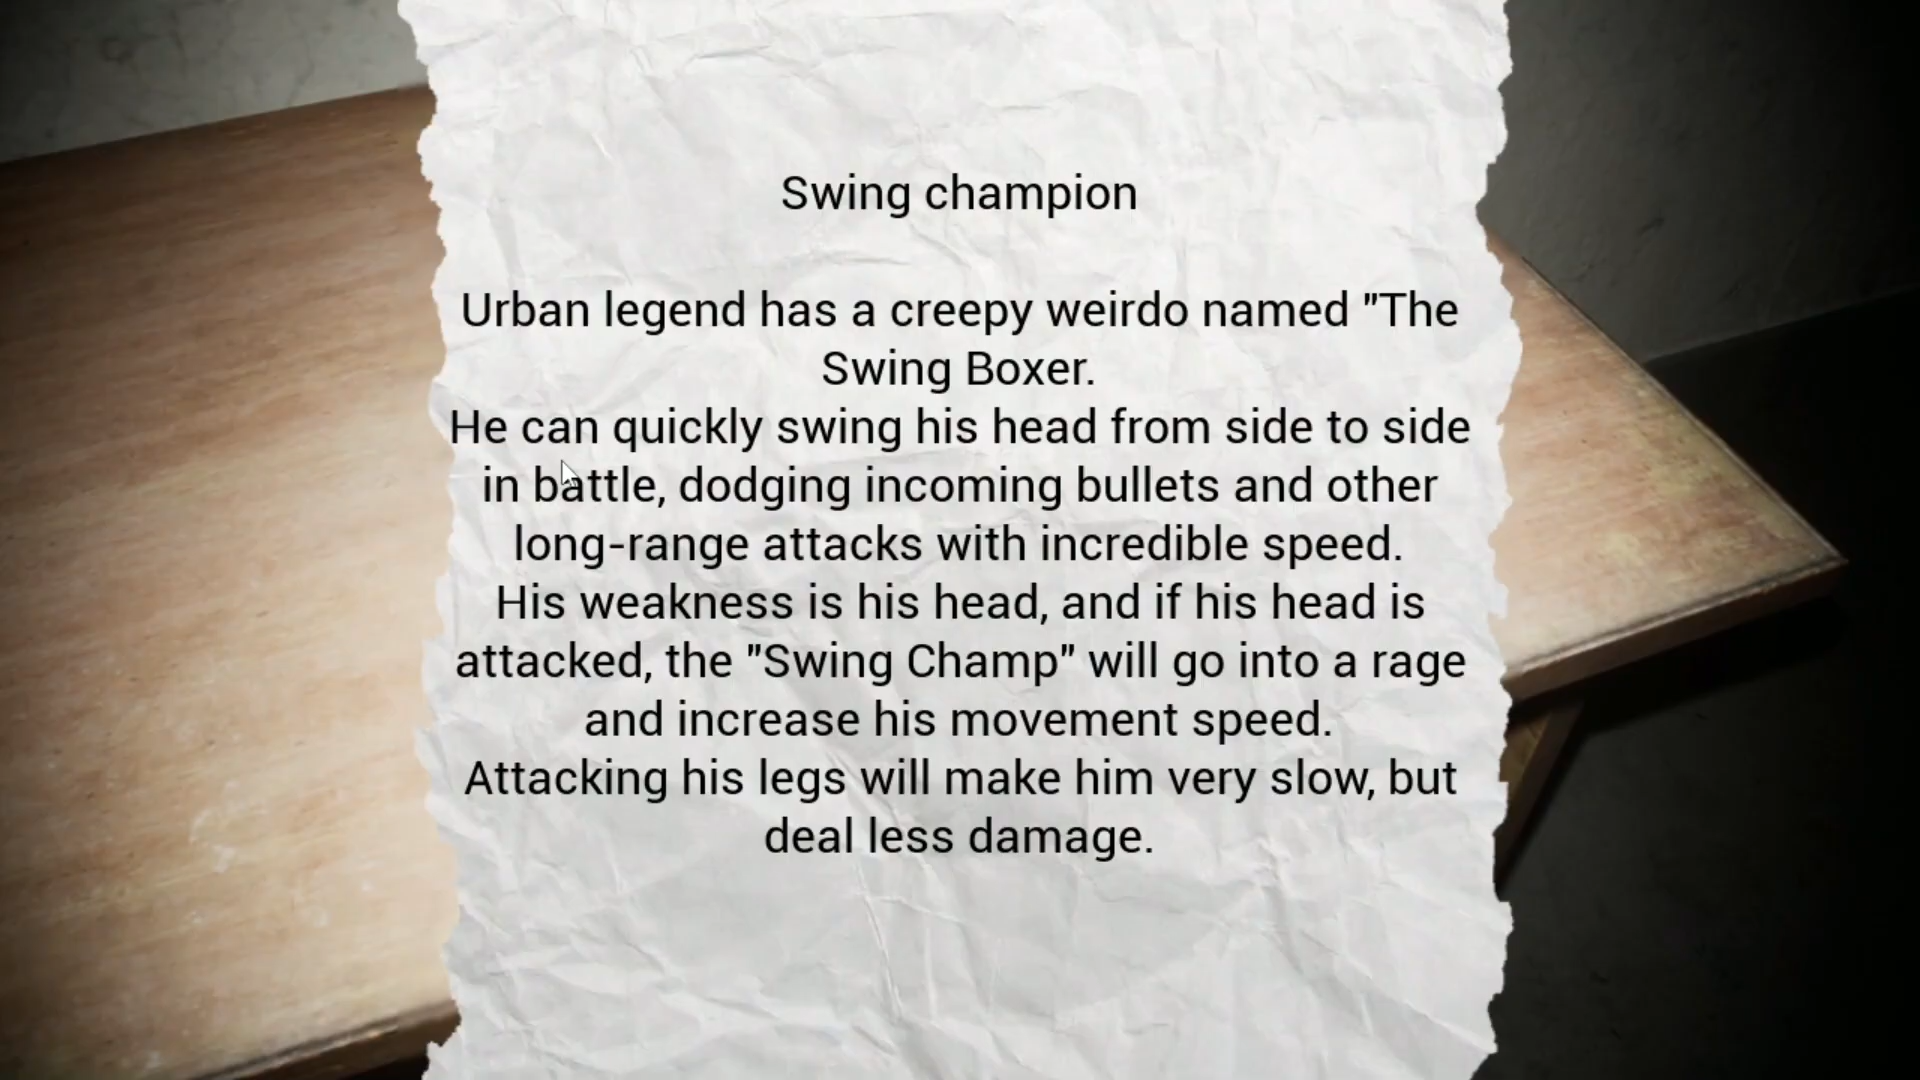 Swing champion
Urban legend has a creepy weirdo named "The
Swing Boxer.
He can quickly swing his head from side to side
in battle, dodging incoming bullets and other
long-range attacks with incredible speed.
His weakness is his head, and if his head is
attacked, the "Swing Champ" will go into a rage
and increase his movement speed.
Attacking his legs will make him very slow, but
deal less damage.